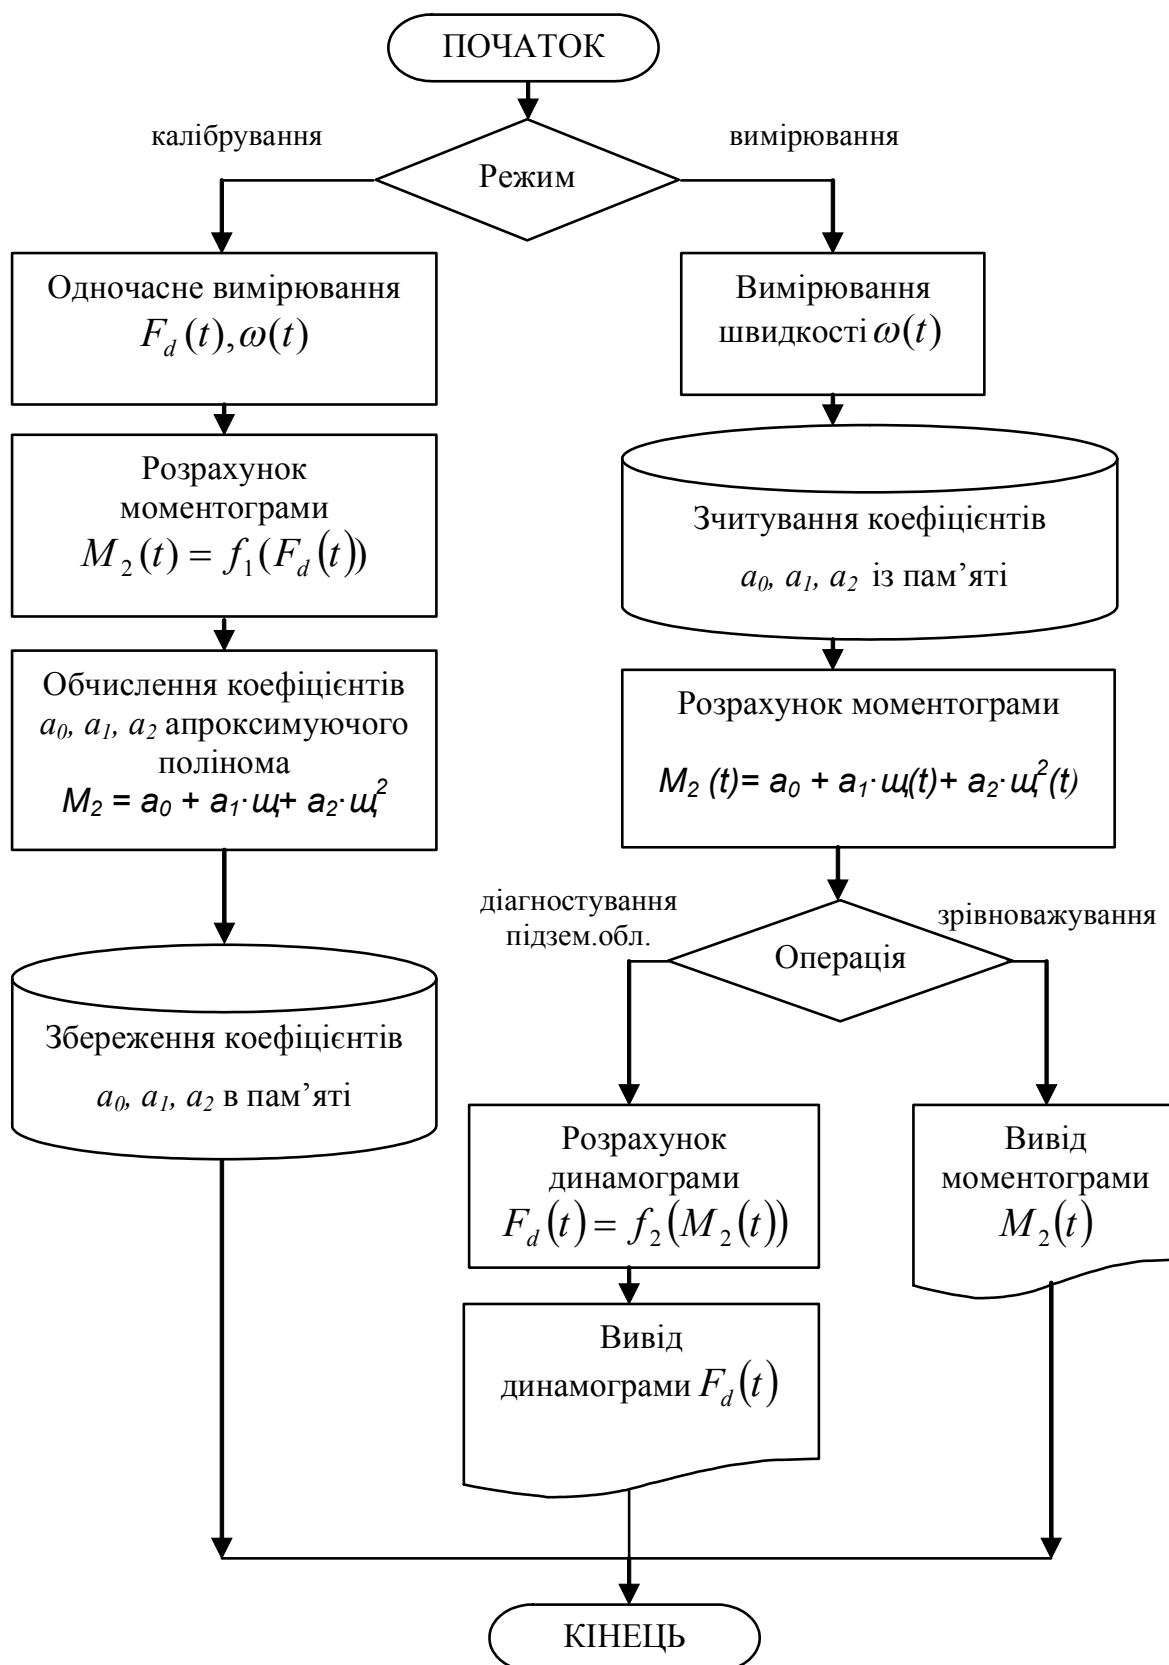 ПОЧАТОК
калібрування
вимірювання
Режим
Одночасне вимірювання
F_d(t), ω(t)
Розрахунок
моментограми
M_2(t) = f_1(F_d(t))
Обчислення коефіцієнтів
a_0, a_1, a_2 апроксимуючого
полінома
M_2 = a_0 + a_1·щ+ a_2·щ^2
Збереження коефіцієнтів
a_0, a_1, a_2 в пам’яті
Вимірювання
швидкості ω(t)
Зчитування коефіцієнтів
a_0, a_1, a_2 із пам’яті
Розрахунок моментограми
M_2 (t)= a_0 + a_1·щ(t)+ a_2·щ^2(t)
діагностування
підзем.обл.
зрівноважування
Операція
Розрахунок
динамограми
F_d(t) = f_2(M_2(t))
Вивід
динамограми F_d(t)
Вивід
моментограми
M_2(t)
КІНЕЦЬ